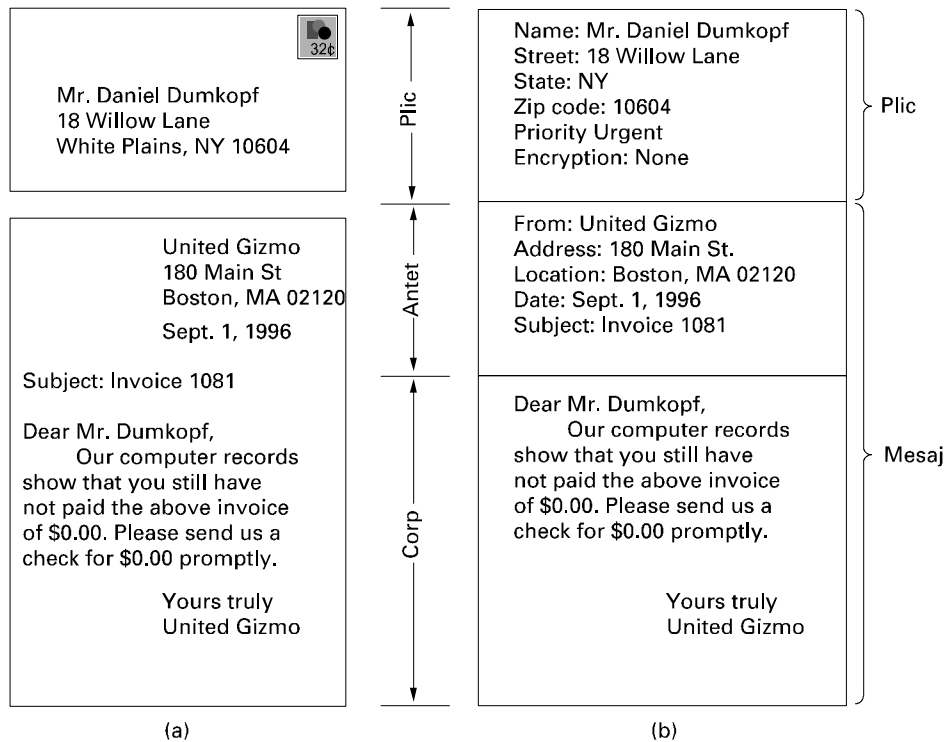 32¢
Mr. Daniel Dumkopf
18 Willow Lane
White Plains, NY 10604
United Gizmo
180 Main St
Boston, MA 02120
Sept. 1, 1996
Subject: Invoice 1081
Dear Mr. Dumkopf,
Our computer records
show that you still have
not paid the above invoice
of $0.00. Please send us a
check for $0.00 promptly.
Yours truly
United Gizmo
(a)
Plic
Antet
Corp
Name: Mr. Daniel Dumkopf
Street: 18 Willow Lane
State: NY
Zip code: 10604
Priority Urgent
Encryption: None
From: United Gizmo
Address: 180 Main St.
Location: Boston, MA 02120
Date: Sept. 1, 1996
Subject: Invoice 1081
Dear Mr. Dumkopf,
Our computer records
show that you still have
not paid the above invoice
of $0.00. Please send us a
check for $0.00 promptly.
Yours truly
United Gizmo
(b)
Plic
Mesaj